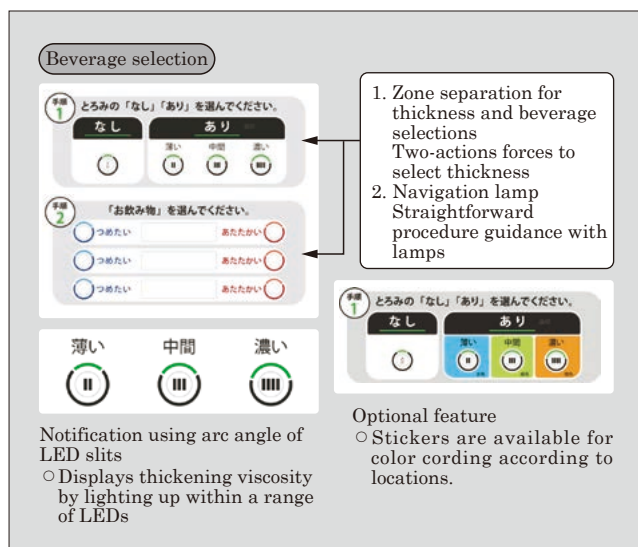 Beverage selection
手順
1
とろみの「なし」「あり」を選んでください。
なし
あり
薄い 中間 濃い
手順
2
「お飲み物」を選んでください。
つめたい あたたかい
つめたい あたたかい
つめたい あたたかい
1. Zone separation for
thickness and beverage
selections
Two-actions forces to
select thickness
2. Navigation lamp
Straightforward
procedure guidance with
lamps
薄い 中間 濃い
Notification using arc angle of
LED slits
○ Displays thickening viscosity
by lighting up within a range
of LEDs
手順
1
とろみの「なし」「あり」を選んでください。
なし
あり
薄い 中間 濃い
Optional feature
○ Stickers are available for
color cording according to
locations.